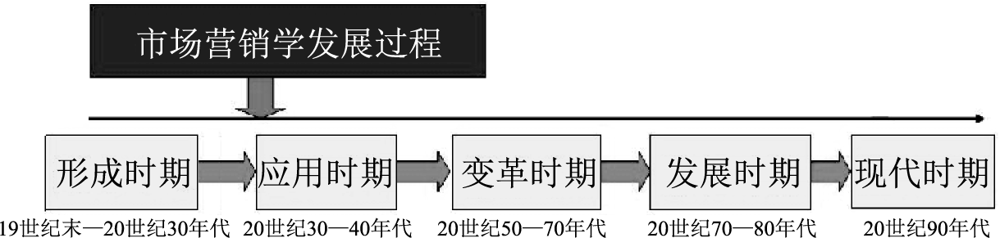 市场营销学发展过程
形成时期
应用时期
变革时期
发展时期
现代时期
19世纪末—20世纪30年代
20世纪30—40年代
20世纪50—70年代
20世纪70—80年代
20世纪90年代